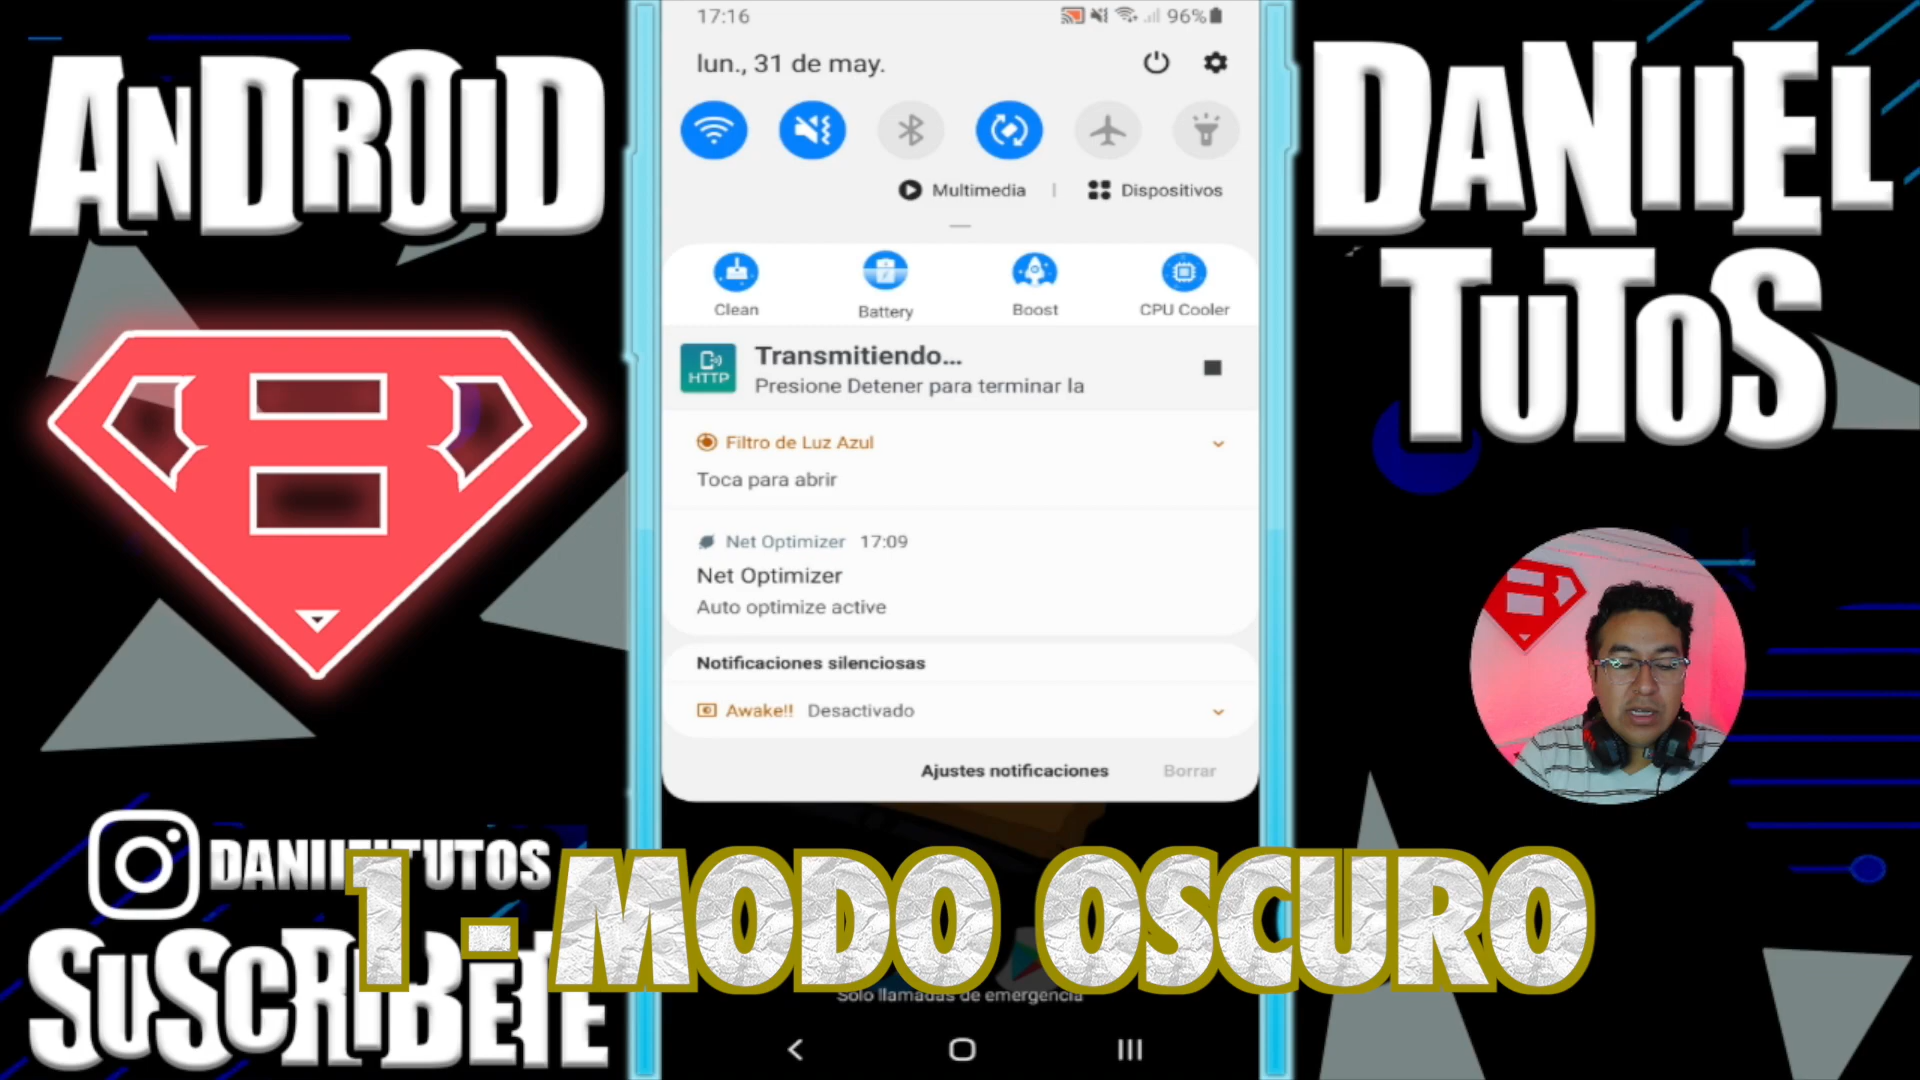 ANDROID
17:16
96%
lun., 31 de may.
Multimedia | Dispositivos
Clean
Battery
Boost
CPU Cooler
HTTP
Transmitiendo...
Presione Detener para terminar la
Filtro de Luz Azul
Toca para abrir
Net Optimizer 17:09
Net Optimizer
Auto optimize active
Notificaciones silenciosas
Awake!! Desactivado
Ajustes notificaciones
Borrar
DANIIEL
TUTOS
1 - MODO OSCURO
Solo llamadas de emergencia
SUSCRIBETE